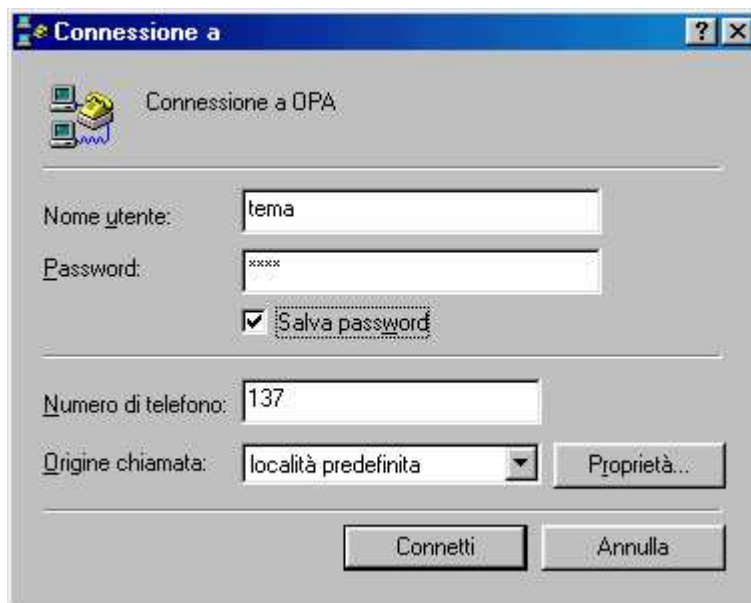 Connessione a
Connessione a OPA
Nome utente: tema
Password: ****
Salva password
Numero di telefono: 137
Origine chiamata: località predefinita Proprietà...
Connetti Annulla